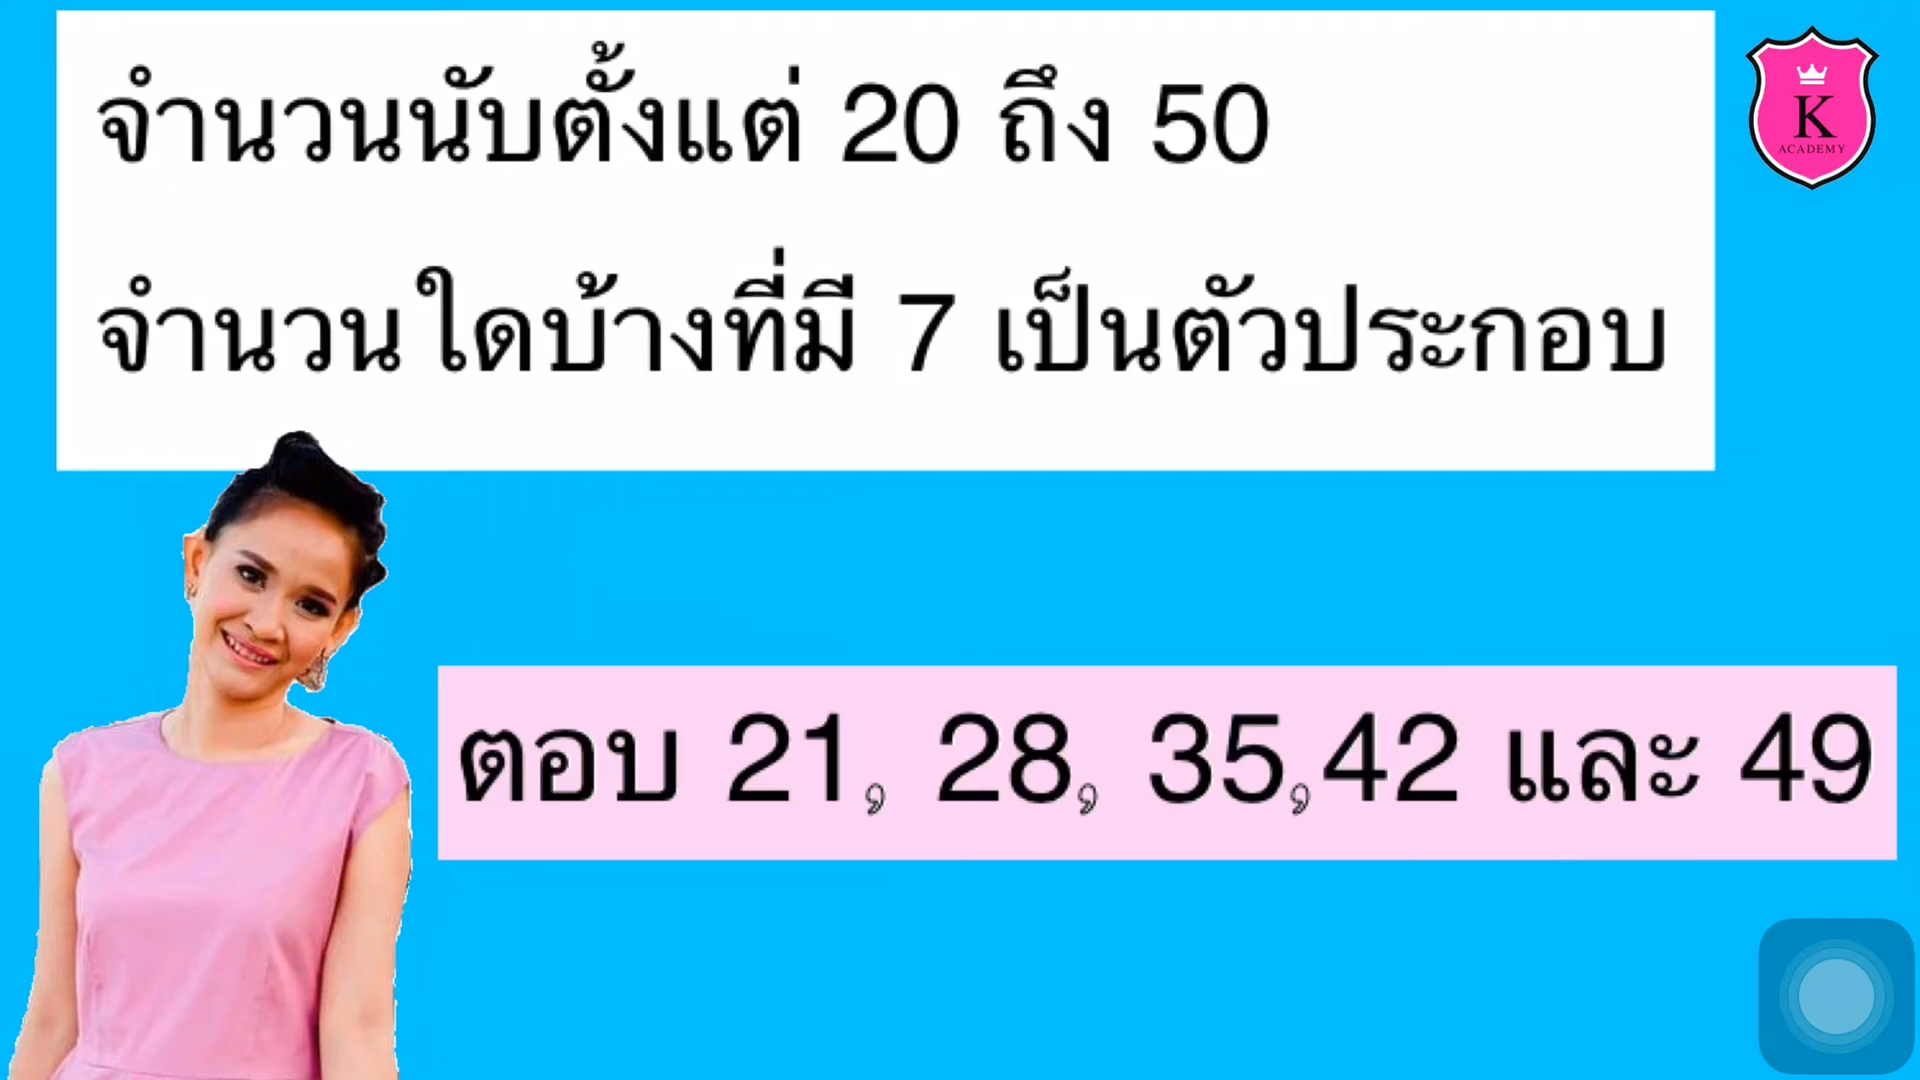 จำนวนนับตั้งแต่ 20 ถึง 50
จำนวนใดบ้างที่มี 7 เป็นตัวประกอบ
K
ACADEMY
ตอบ 21, 28, 35,42 และ 49